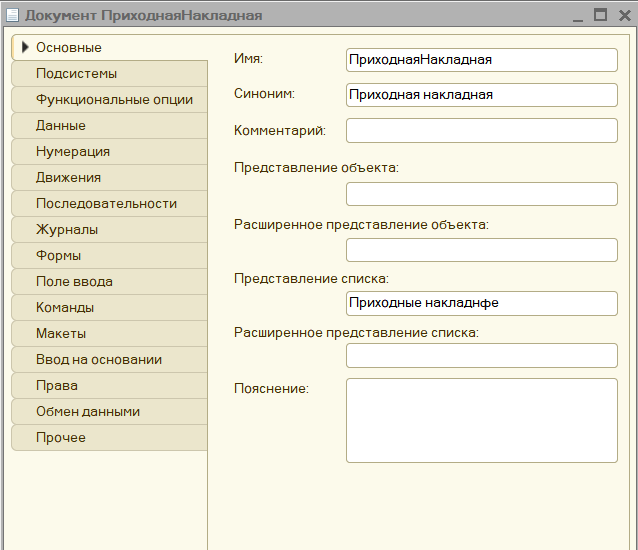 Документ ПриходнаяНакладная
Основные
Подсистемы
Функциональные опции
Данные
Нумерация
Движения
Последовательности
Журналы
Формы
Поле ввода
Команды
Макеты
Ввод на основании
Права
Обмен данными
Прочее
Имя: ПриходнаяНакладная
Синоним: Приходная накладная
Комментарий:
Представление объекта:
Расширенное представление объекта:
Представление списка:
Приходные накладнфе
Расширенное представление списка:
Пояснение: